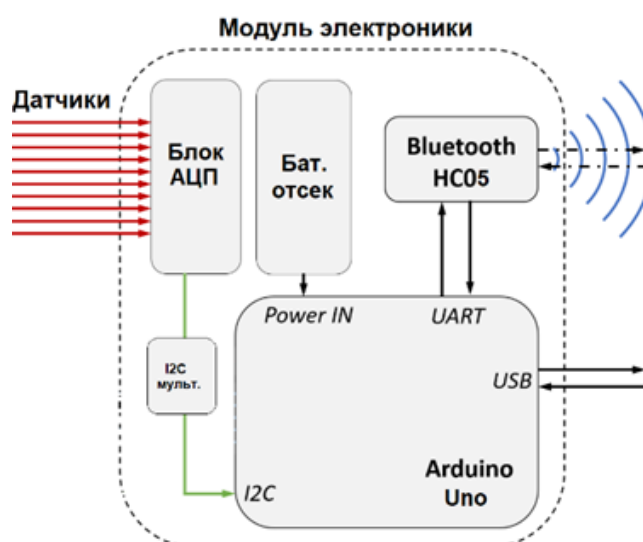 Модуль электроники
Датчики
Блок
АЦП
Бат.
отсек
Bluetooth
HC05
Power IN
UART
I2C
мульт.
USB
I2C
Arduino
Uno